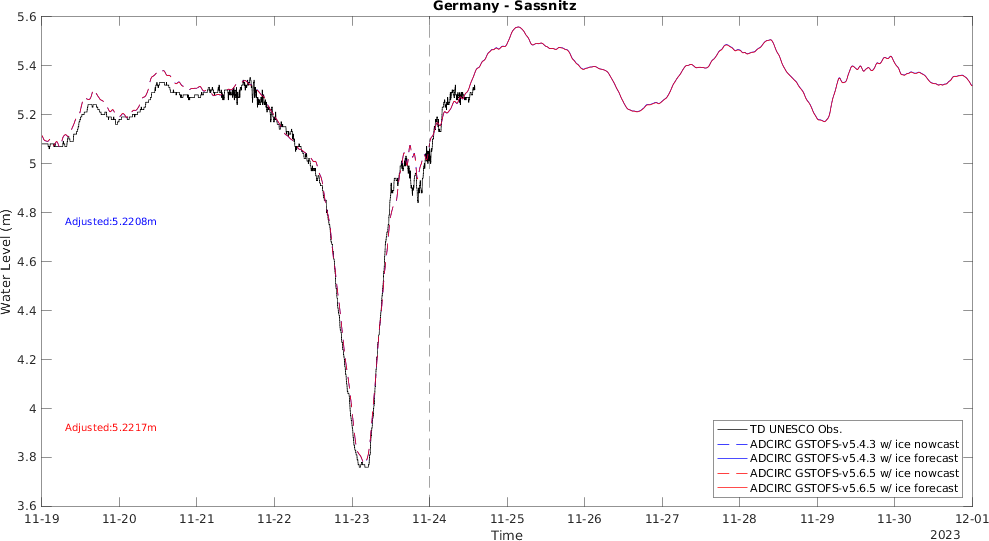 Germany - Sassnitz
5.6
5.4
5.2
5
4.8
4.6
4.4
4.2
4
3.8
3.6
Water Level (m)
Adjusted:5.2208m
Adjusted:5.2217m
TD UNESCO Obs.
ADCIRC GSTOFS-v5.4.3 w/ ice nowcast
ADCIRC GSTOFS-v5.4.3 w/ ice forecast
ADCIRC GSTOFS-v5.6.5 w/ ice nowcast
ADCIRC GSTOFS-v5.6.5 w/ ice forecast
11-19 11-20 11-21 11-22 11-23 11-24 11-25 11-26 11-27 11-28 11-29 11-30 12-01
Time
2023